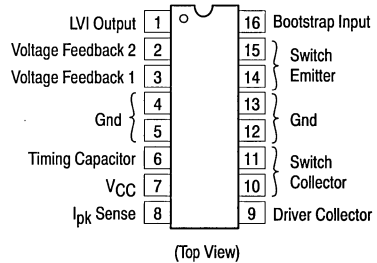 LVI Output 1 16 Bootstrap Input
Voltage Feedback 2 2 15 Switch
Emitter
Voltage Feedback 1 3 14
Gnd 4 13 Gnd
5 12
Timing Capacitor 6 11 Switch
Collector
VCC 7 10
Ipk Sense 8 9 Driver Collector
(Top View)